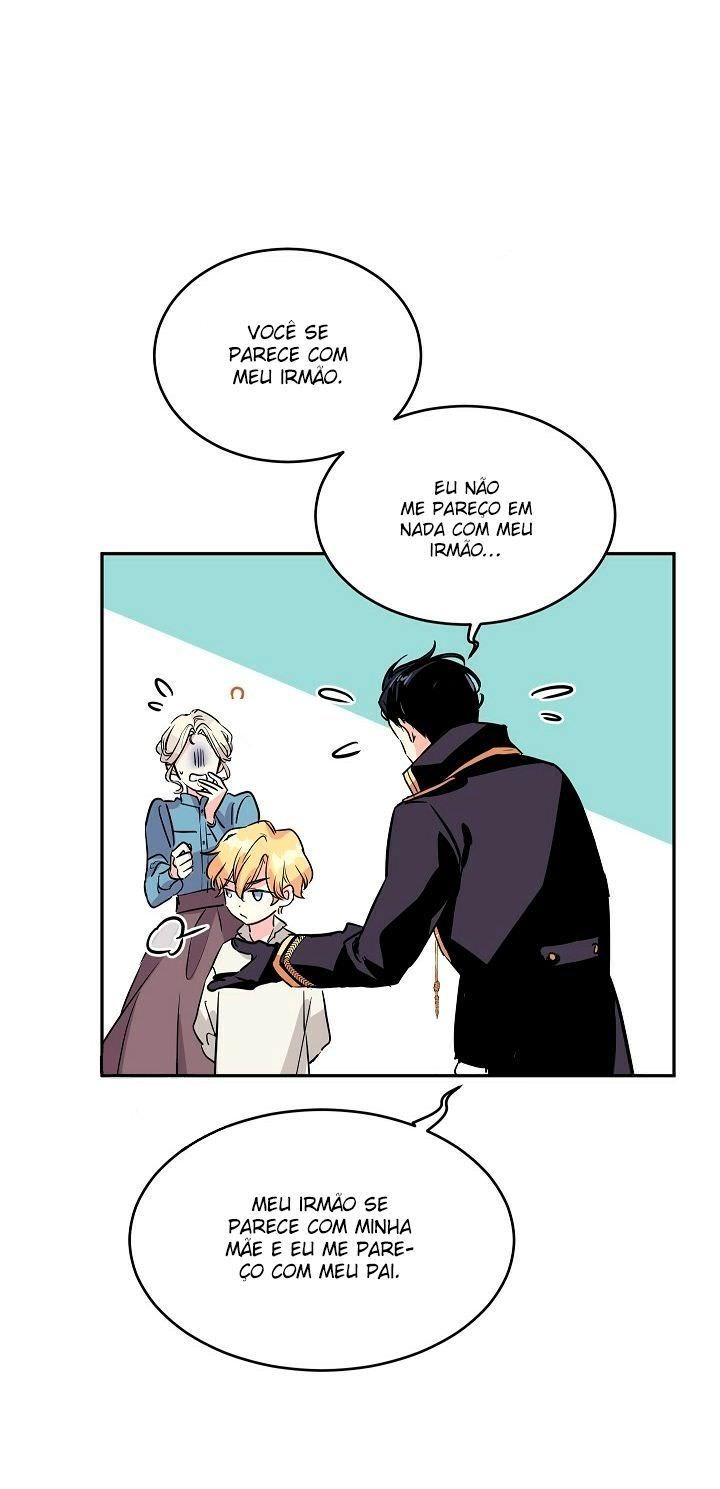 VOCÊ SE
PARECE COM
MEU IRMÃO.
EU NÃO
ME PAREÇO EM
NADA COM MEU
IRMÃO...
MEU IRMÃO SE
PARECE COM MINHA
MÃE E EU ME PARE-
ÇO COM MEU PAI.